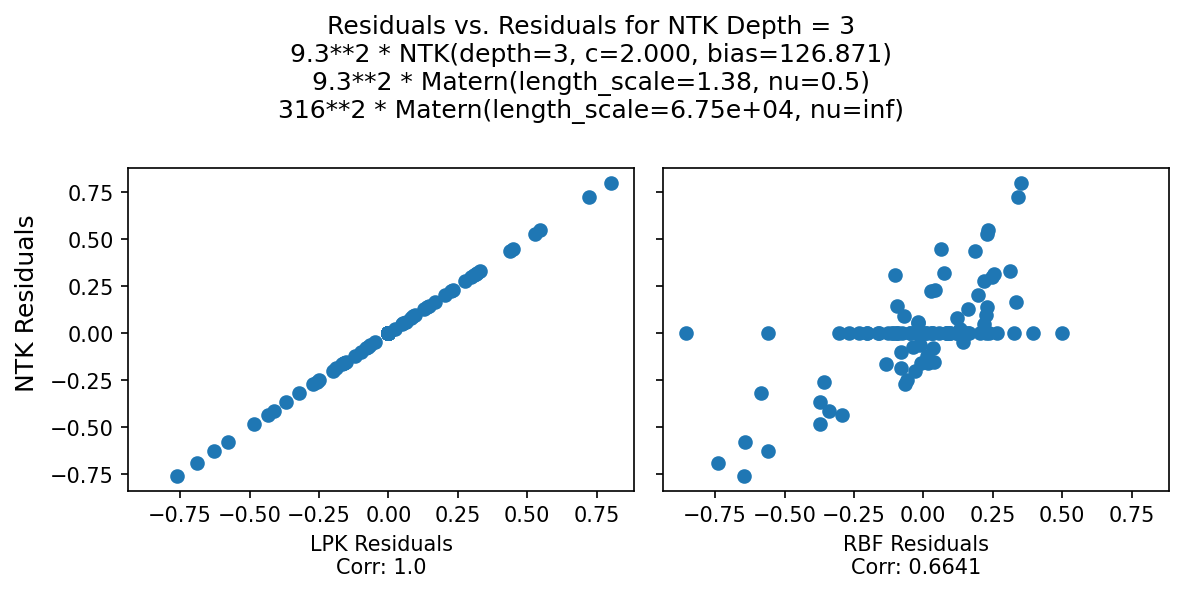 Residuals vs. Residuals for NTK Depth = 3
9.3**2 * NTK(depth=3, c=2.000, bias=126.871)
9.3**2 * Matern(length_scale=1.38, nu=0.5)
316**2 * Matern(length_scale=6.75e+04, nu=inf)
NTK Residuals
0.75
0.50
0.25
0.00
−0.25
−0.50
−0.75
−0.75 −0.50 −0.25 0.00 0.25 0.50 0.75
LPK Residuals
Corr: 1.0
−0.75 −0.50 −0.25 0.00 0.25 0.50 0.75
RBF Residuals
Corr: 0.6641